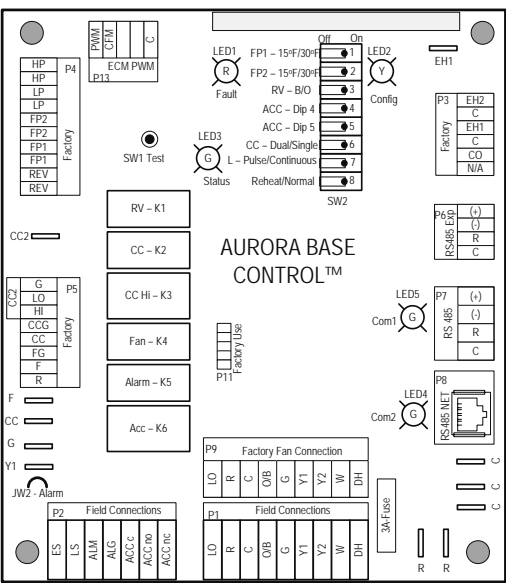 PWM
CFM
C
ECM PWM
P13
Off On
LED1
R
Fault
LED2
Y
Config
EH1
FP1 – 15ºF/30ºF 1
FP2 – 15ºF/30ºF 2
RV – B/O 3
ACC – Dip 4 4
ACC – Dip 5 5
CC – Dual/Single 6
L – Pulse/Continuous 7
Reheat/Normal 8
SW2
HP
HP
LP
LP
FP2
FP2
FP1
FP1
REV
REV
P4
Factory
SW1 Test
LED3
G
Status
P3
Factory
EH2
C
EH1
C
CO
N/A
RV – K1
CC – K2
CC Hi – K3
Fan – K4
Alarm – K5
Acc – K6
AURORA BASE
CONTROL™
P6
RS485 Exp
(+)
(-)
R
C
CC2
CC2
G
LO
HI
CCG
CC
FG
F
R
P5
Factory
LED5
G
Com1
P7
RS 485
(+)
(-)
R
C
Factory Use
P11
LED4
G
Com2
P8
RS485 NET
F
CC
G
Y1
JW2 - Alarm
P9
Factory Fan Connection
LO
R
C
O/B
G
Y1
Y2
W
DH
C
C
C
P2
Field Connections
ES
LS
ALM
ALG
ACC c
ACC no
ACC nc
P1
Field Connections
LO
R
C
O/B
G
Y1
Y2
W
DH
3A-Fuse
R
R